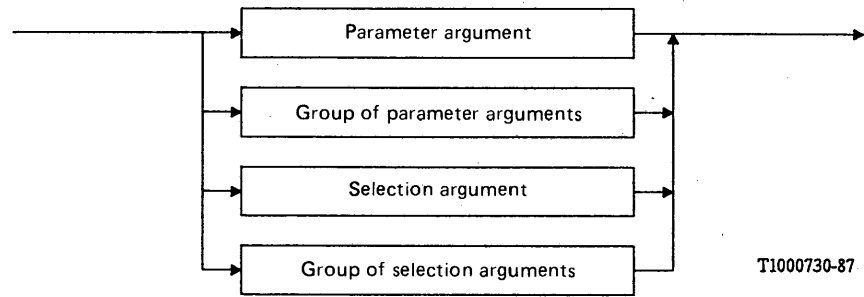 Parameter argument
Group of parameter arguments
Selection argument
Group of selection arguments
T1000730-87